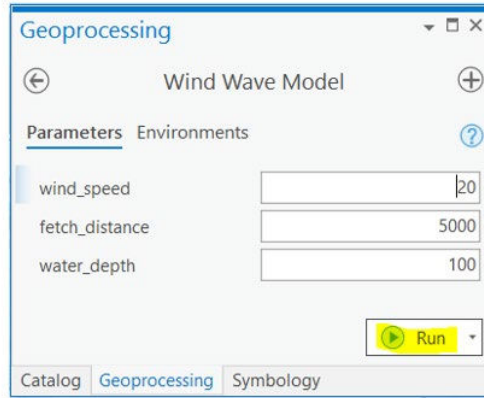 Geoprocessing
Wind Wave Model
Parameters Environments
wind_speed 20
fetch_distance 5000
water_depth 100
Run
Catalog Geoprocessing Symbology